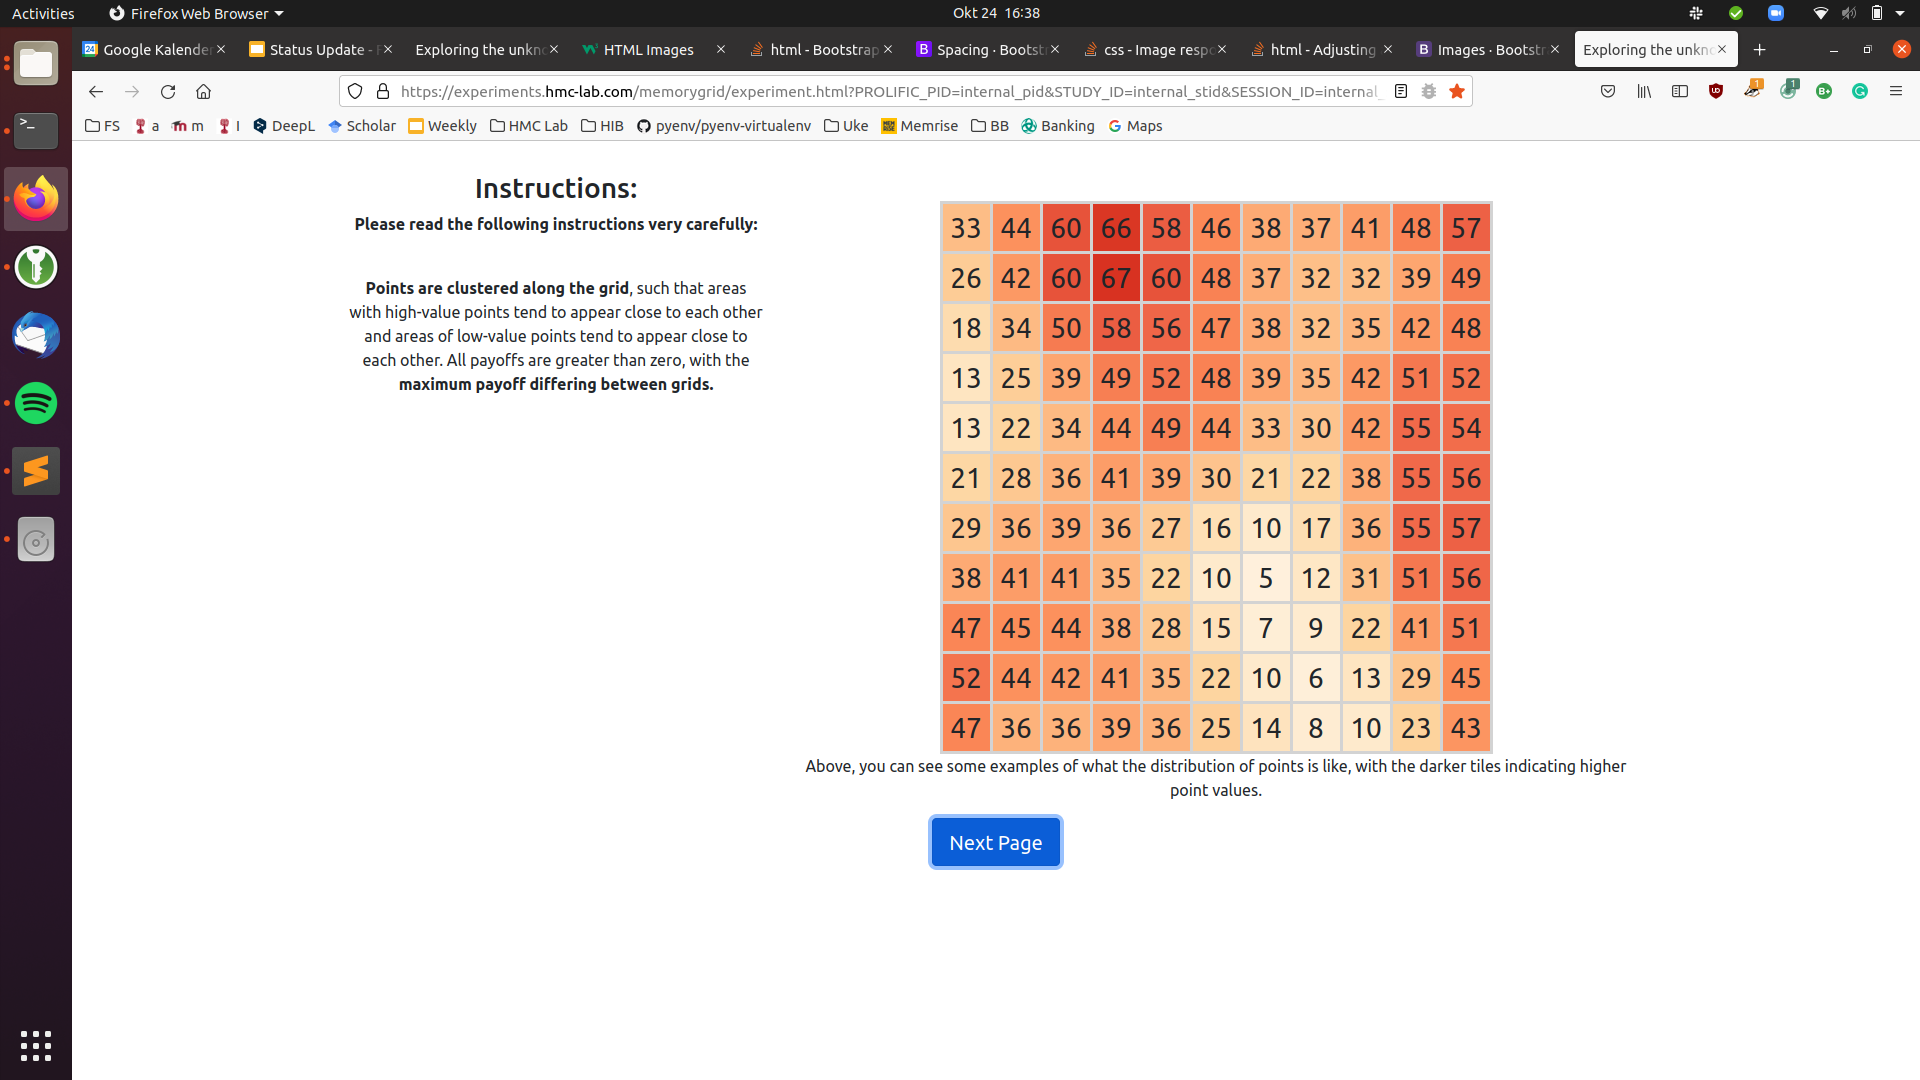 Activities
Firefox Web Browser
Okt 24 16:38
Google Kalender
Status Update -
Exploring the unkn
HTML Images
html - Bootstrap
Spacing · Bootst
css - Image resp
html - Adjusting
Images · Bootstr
Exploring the unkn
https://experiments.hmc-lab.com/memorygrid/experiment.html?PROLIFIC_PID=internal_pid&STUDY_ID=internal_stid&SESSION_ID=internal_
FS
a
m
I
DeepL
Scholar
Weekly
HMC Lab
HIB
pyenv/pyenv-virtualenv
Uke
Memrise
BB
Banking
Maps
Instructions:
Please read the following instructions very carefully:
Points are clustered along the grid, such that areas
with high-value points tend to appear close to each other
and areas of low-value points tend to appear close to
each other. All payoffs are greater than zero, with the
maximum payoff differing between grids.
33 44 60 66 58 46 38 37 41 48 57
26 42 60 67 60 48 37 32 32 39 49
18 34 50 58 56 47 38 32 35 42 48
13 25 39 49 52 48 39 35 42 51 52
13 22 34 44 49 44 33 30 42 55 54
21 28 36 41 39 30 21 22 38 55 56
29 36 39 36 27 16 10 17 36 55 57
38 41 41 35 22 10 5 12 31 51 56
47 45 44 38 28 15 7 9 22 41 51
52 44 42 41 35 22 10 6 13 29 45
47 36 36 39 36 25 14 8 10 23 43
Above, you can see some examples of what the distribution of points is like, with the darker tiles indicating higher
point values.
Next Page